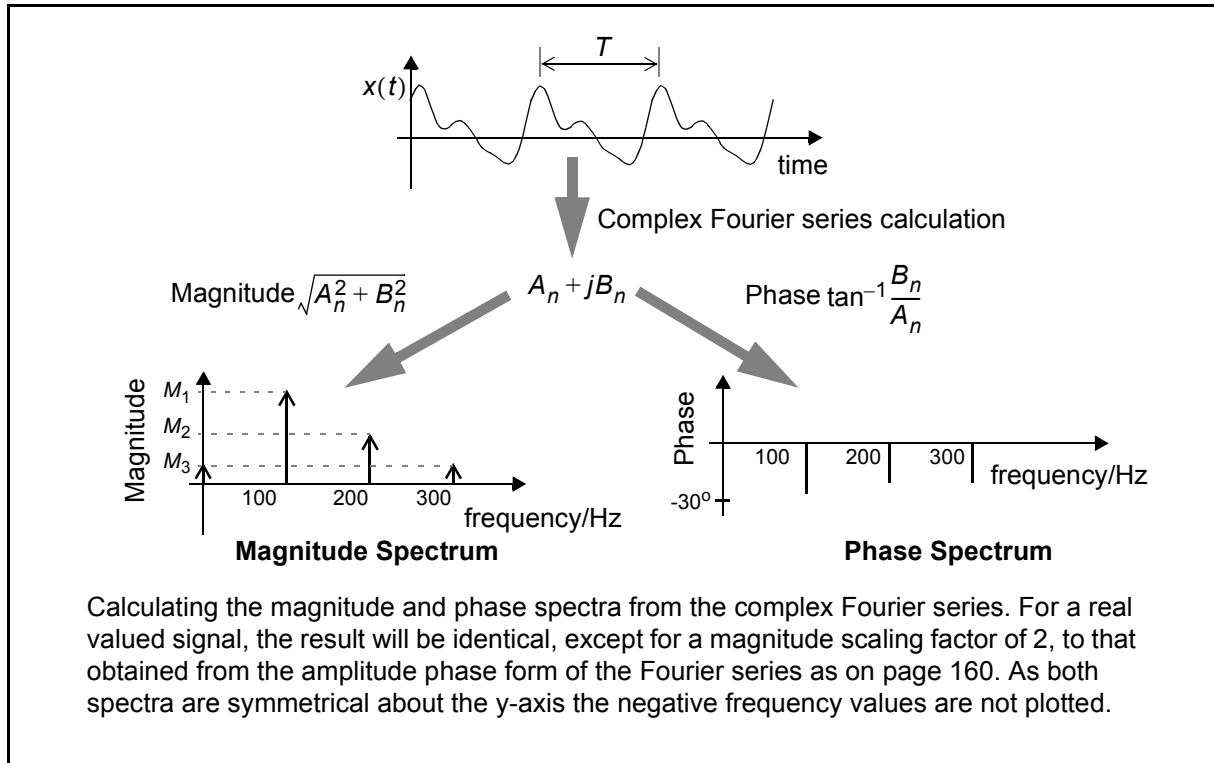 T
x(t)
time
Complex Fourier series calculation
Magnitude √(A_n^2 + B_n^2)
A_n + jB_n
Phase tan^{-1} B_n/A_n
Magnitude
M_1
M_2
M_3
100 200 300
frequency/Hz
Magnitude Spectrum
Phase
100 200 300
-30°
frequency/Hz
Phase Spectrum
Calculating the magnitude and phase spectra from the complex Fourier series. For a real
valued signal, the result will be identical, except for a magnitude scaling factor of 2, to that
obtained from the amplitude phase form of the Fourier series as on page 160. As both
spectra are symmetrical about the y-axis the negative frequency values are not plotted.